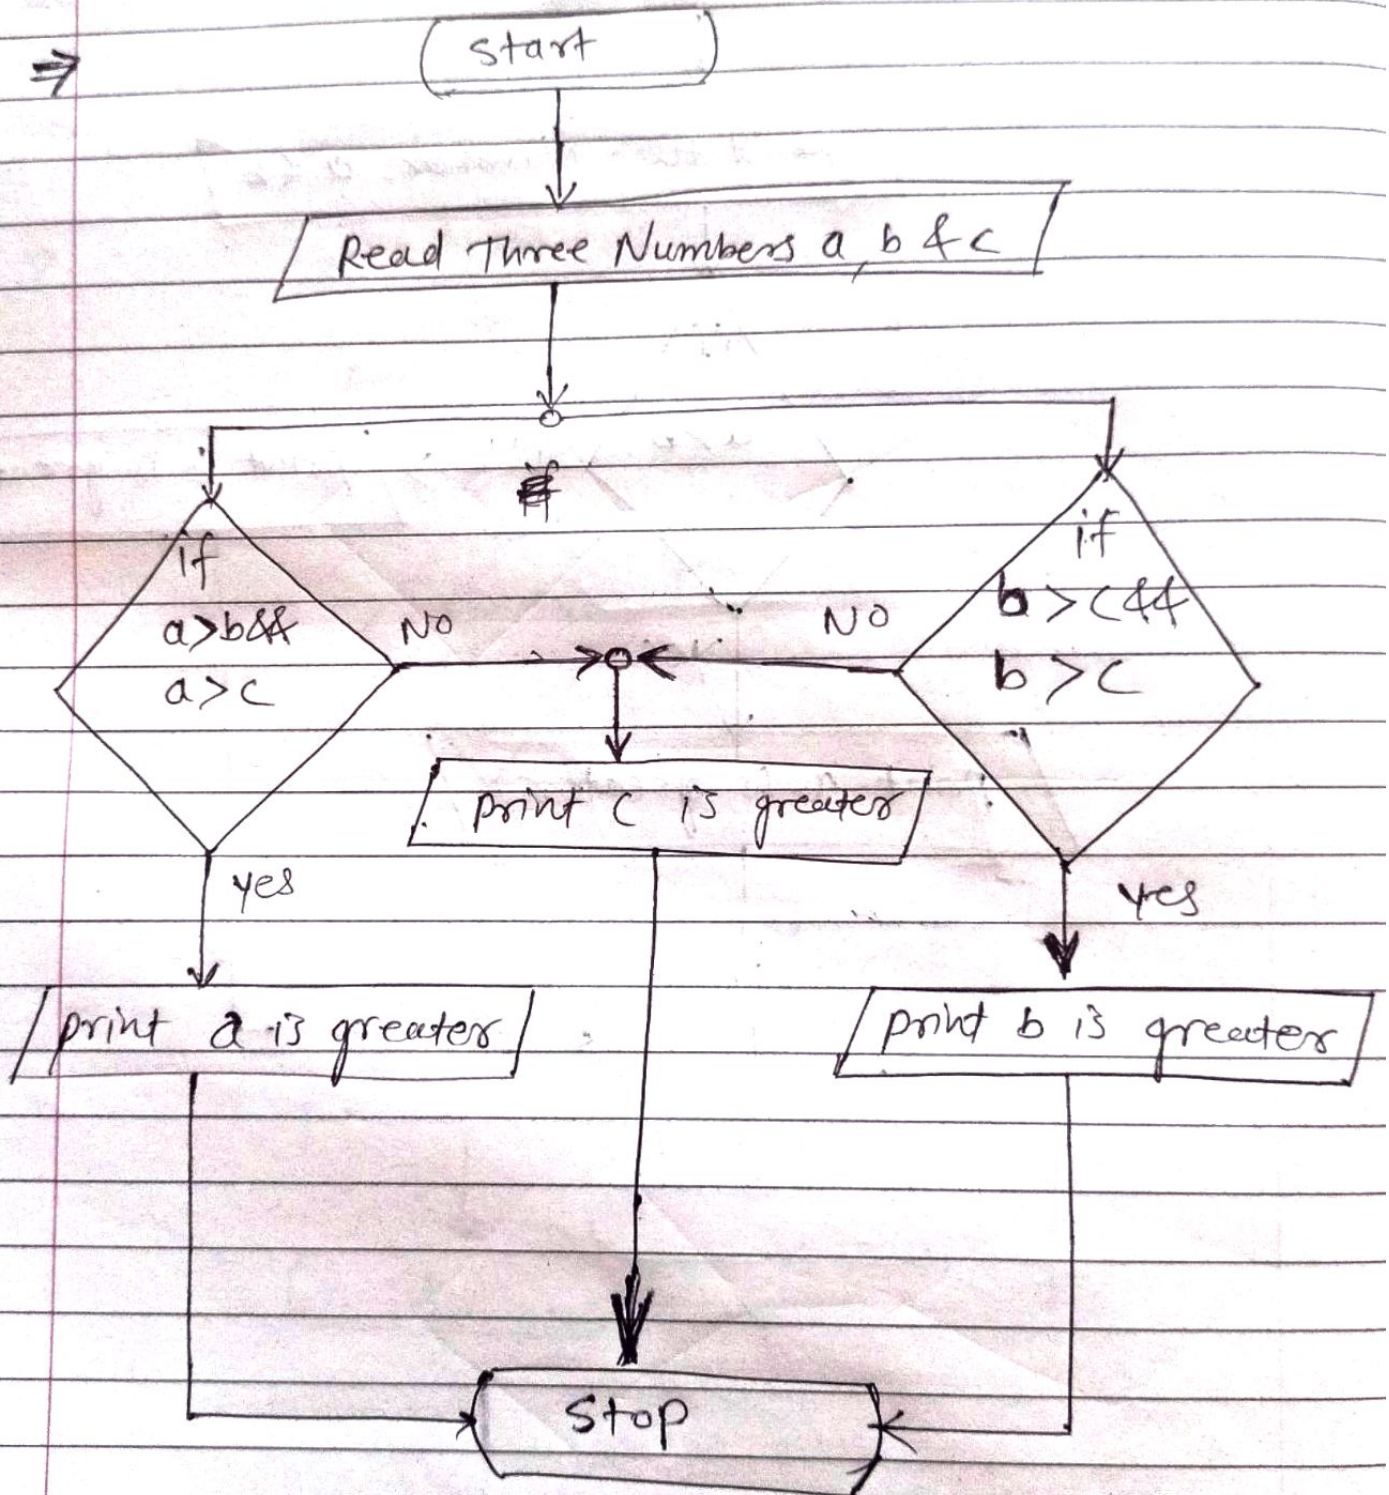 ⇒ Start
Read Three Numbers a, b & c
if
a>b&&
a>c
NO
NO
if
b>c&&
b>c
print c is greater
yes
yes
print a is greater
print b is greater
Stop